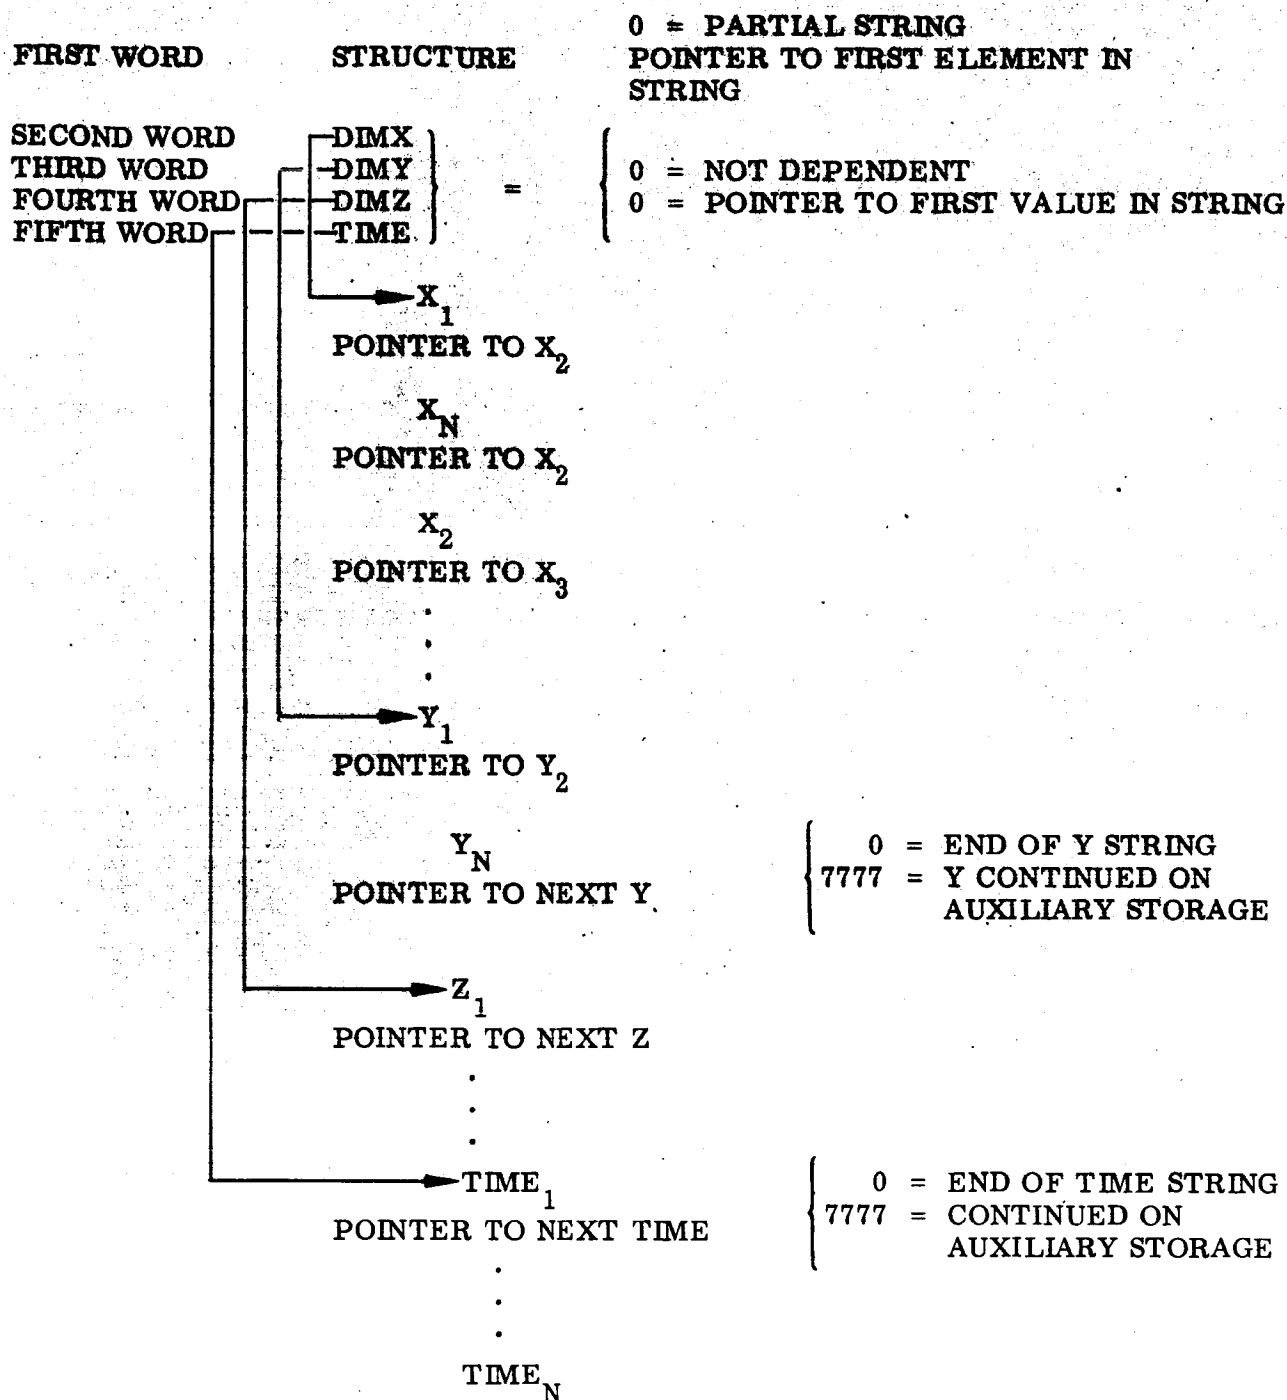 0 = PARTIAL STRING
FIRST WORD STRUCTURE POINTER TO FIRST ELEMENT IN
STRING
SECOND WORD DIMX
THIRD WORD DIMY 0 = NOT DEPENDENT
FOURTH WORD DIMZ = 0 = POINTER TO FIRST VALUE IN STRING
FIFTH WORD TIME
X₁
POINTER TO X₂
X_N
POINTER TO X₂
X₂
POINTER TO X₃
.
.
.
Y₁
POINTER TO Y₂
Y_N 0 = END OF Y STRING
POINTER TO NEXT Y 7777 = Y CONTINUED ON
AUXILIARY STORAGE
Z₁
POINTER TO NEXT Z
.
.
.
TIME₁ 0 = END OF TIME STRING
POINTER TO NEXT TIME 7777 = CONTINUED ON
AUXILIARY STORAGE
.
.
.
TIME_N